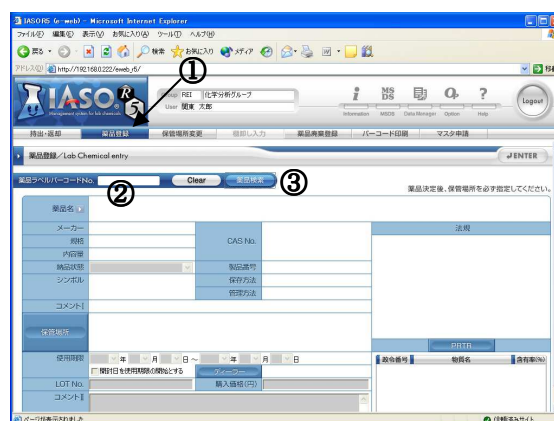 IASOR5 (e-web) - Microsoft Internet Explorer
ファイル(F) 編集(E) 表示(V) お気に入り(A) ツール(T) ヘルプ(H)
戻る 検索 お気に入り メディア
アドレス(D) http://192.168.0.222/eweb_r5/ 移動
①
IASO R5
Management system for lab chemicals
Group REI 化学分析グループ
User 関東 太郎
Information MSDS Data Manager Option Help
Logout
持出・返却 薬品登録 保管場所変更 棚卸し入力 薬品廃棄登録 バーコード印刷 マスタ申請
薬品登録/Lab Chemical entry ENTER
薬品ラベルバーコードNo. Clear 薬品検索
② ③
薬品決定後、保管場所を必ず指定してください。
薬品名
メーカー 法規
規格 CAS No.
内容量
納品状態 製品番号
シンボル 保存方法
管理方法
コメントI
保管場所
PRTR
使用期限 年 月 日 ~ 年 月 日
政令番号 物質名 含有率(%)
開封日を使用期限の開始とする ディーラー
LOT No. 購入価格(円)
コメントII
ページが表示されました
信頼済みサイト